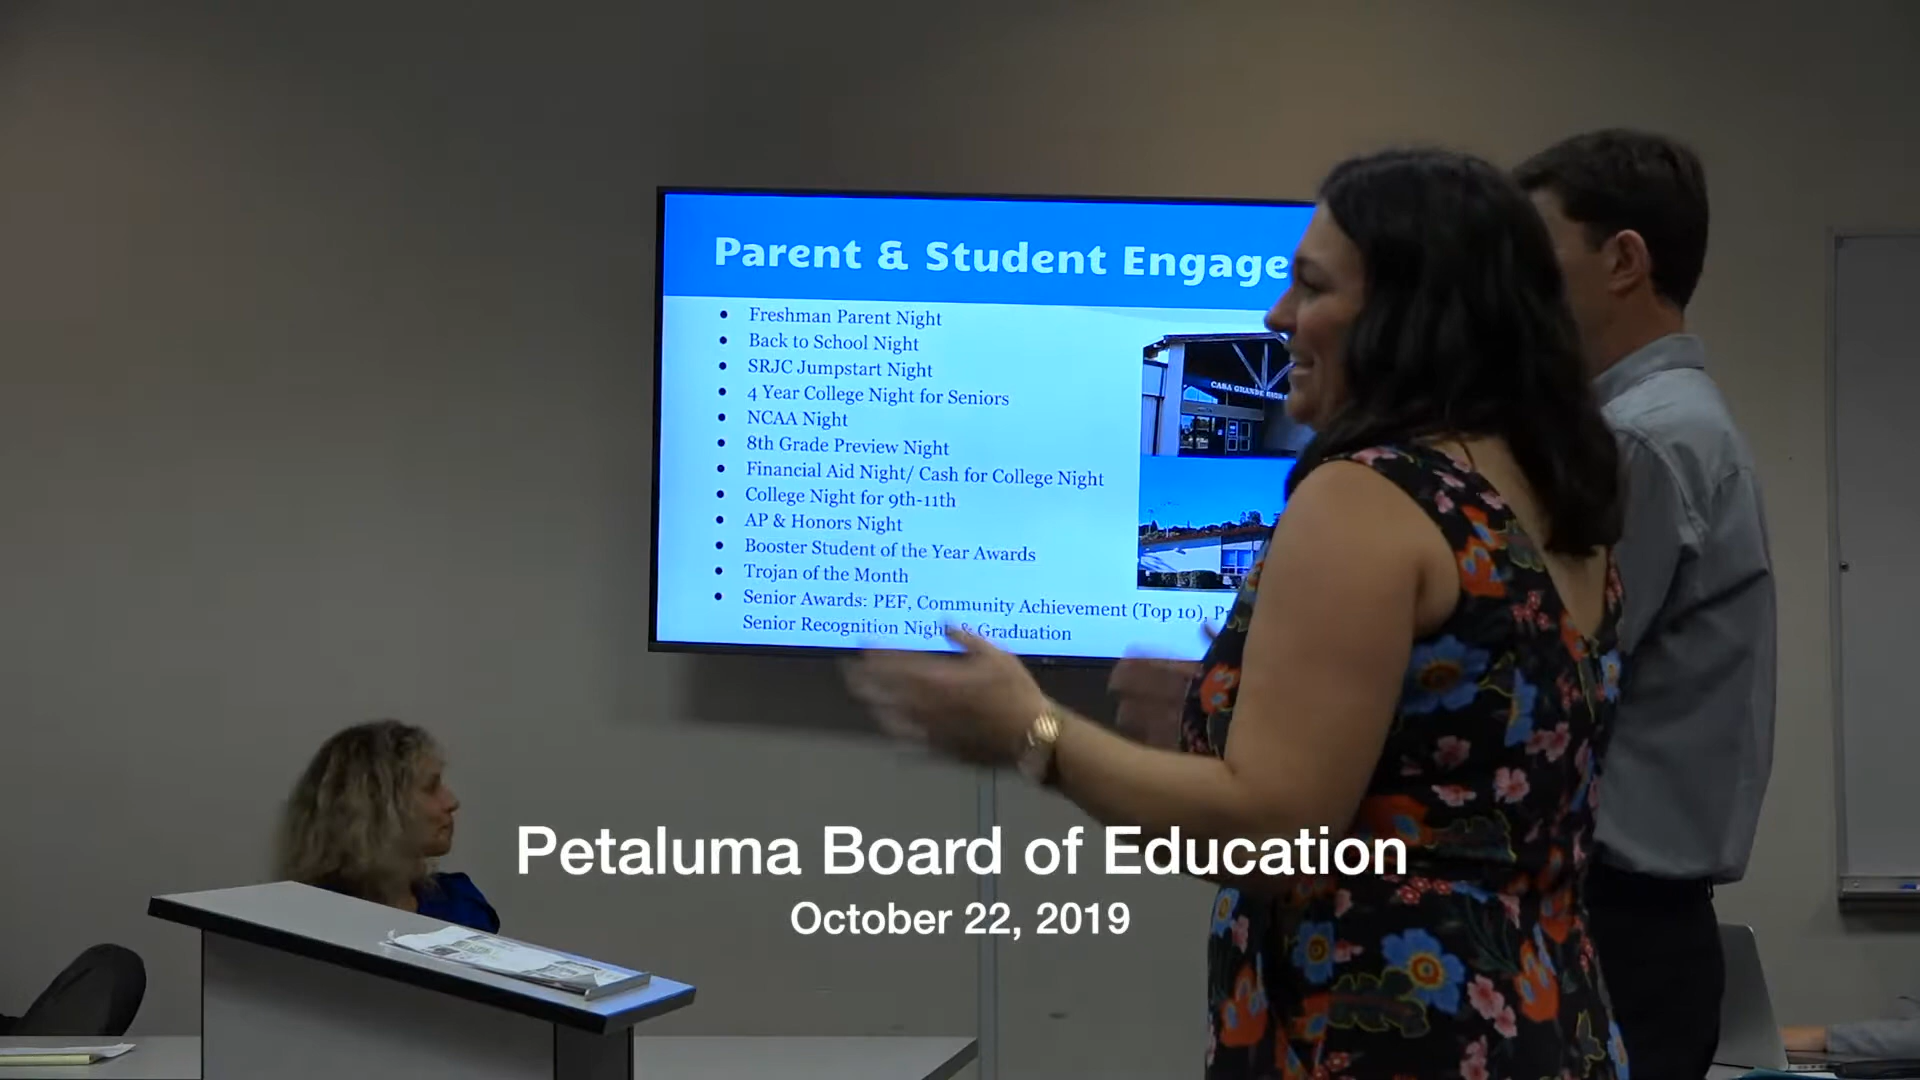 Parent & Student Engage
Freshman Parent Night
Back to School Night
SRJC Jumpstart Night
4 Year College Night for Seniors
NCAA Night
8th Grade Preview Night
Financial Aid Night/ Cash for College Night
College Night for 9th-11th
AP & Honors Night
Booster Student of the Year Awards
Trojan of the Month
Senior Awards: PEF, Community Achievement (Top 10),
Senior Recognition Night & Graduation
CASA GRANDE HIGH
Petaluma Board of Education
October 22, 2019